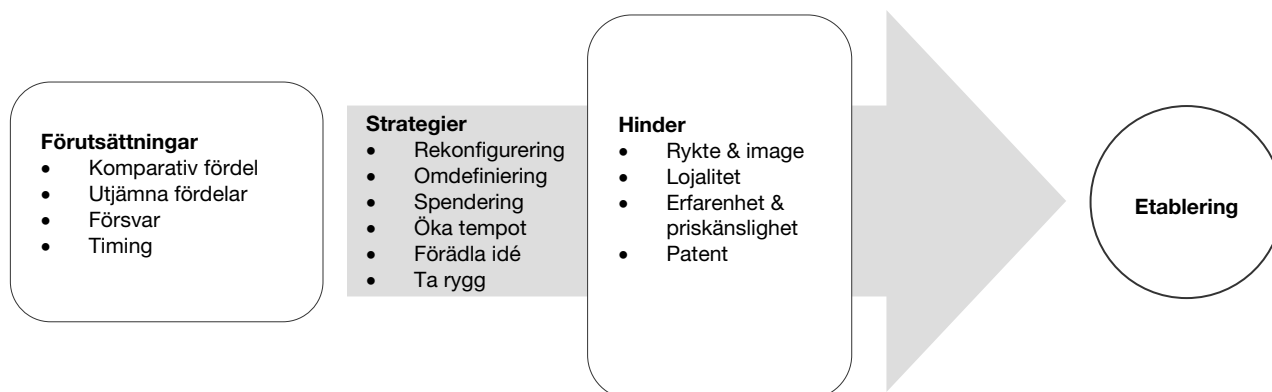 Förutsättningar
• Komparativ fördel
• Utjämna fördelar
• Försvar
• Timing
Strategier
• Rekonfigurering
• Omdefiniering
• Spendering
• Öka tempot
• Förädla idé
• Ta rygg
Hinder
• Rykte & image
• Lojalitet
• Erfarenhet &
priskänslighet
• Patent
Etablering